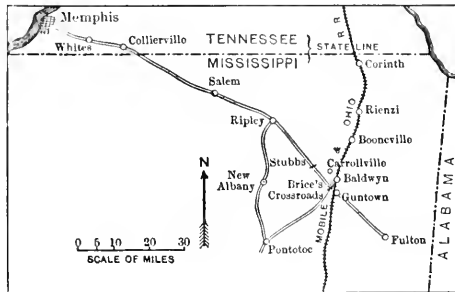 Memphis
Whites
Collierville
TENNESSEE
STATE LINE
MISSISSIPPI
R R
Corinth
Salem
Ripley
OHIO
Rienzi
Booneville
&
Carrollville
Stubbs
Baldwyn
N
New
Albany
Brice's
Crossroads
Guntown
MOBILE
Pontotoc
Fulton
ALABAMA
0 5 10 20 30
SCALE OF MILES